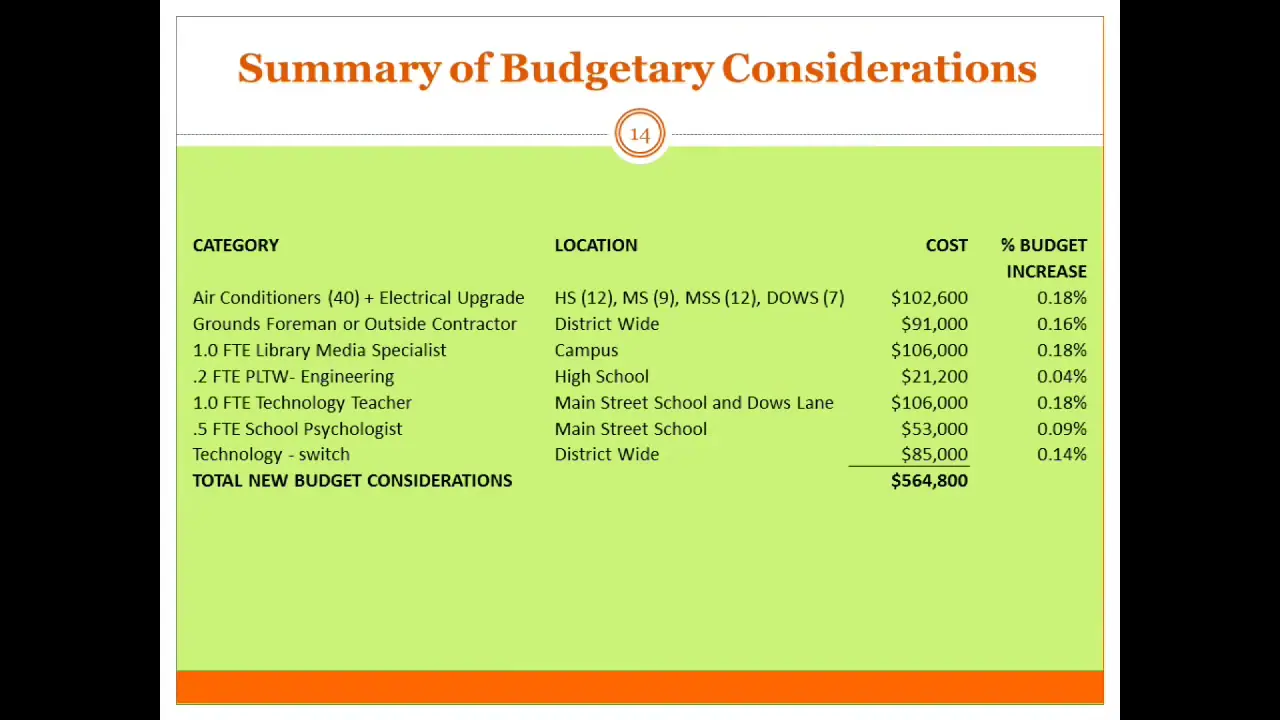 Summary of Budgetary Considerations
14
CATEGORY LOCATION COST % BUDGET
INCREASE
Air Conditioners (40) + Electrical Upgrade HS (12), MS (9), MSS (12), DOWS (7) $102,600 0.18%
Grounds Foreman or Outside Contractor District Wide $91,000 0.16%
1.0 FTE Library Media Specialist Campus $106,000 0.18%
.2 FTE PLTW- Engineering High School $21,200 0.04%
1.0 FTE Technology Teacher Main Street School and Dows Lane $106,000 0.18%
.5 FTE School Psychologist Main Street School $53,000 0.09%
Technology - switch District Wide $85,000 0.14%
TOTAL NEW BUDGET CONSIDERATIONS $564,800